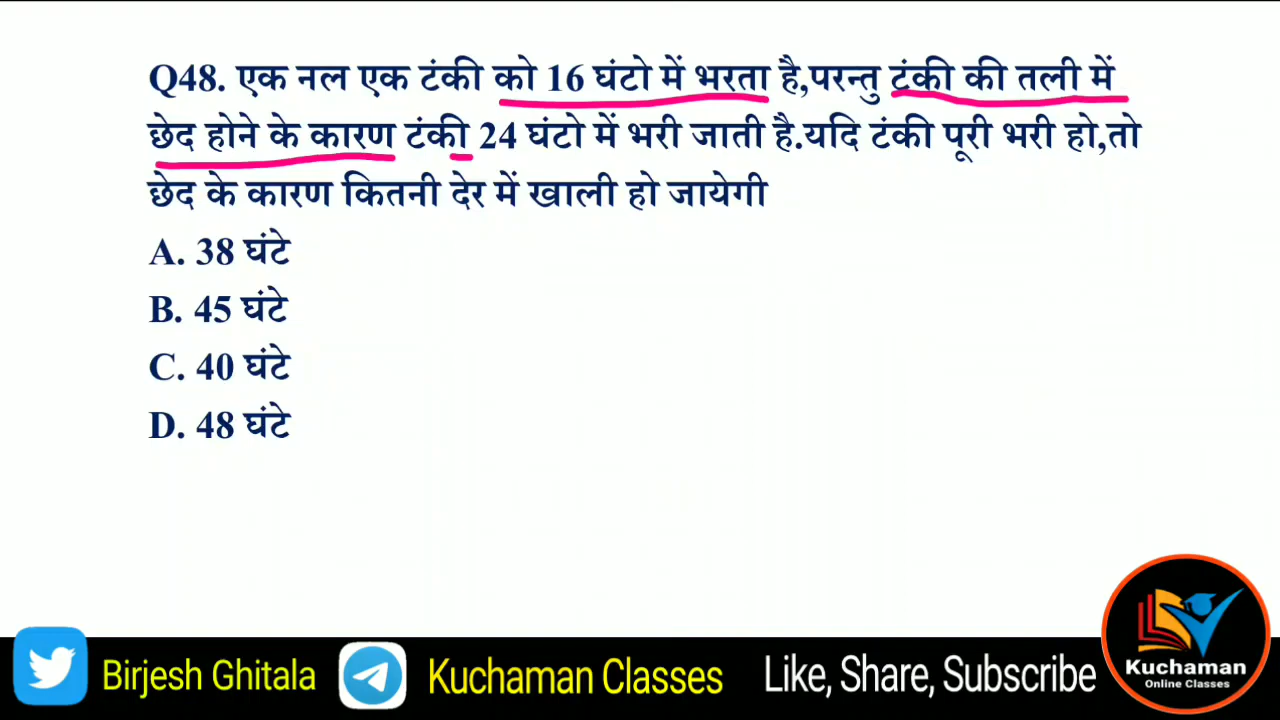 Q48. एक नल एक टंकी को 16 घंटो में भरता है,परन्तु टंकी की तली में
छेद होने के कारण टंकी 24 घंटो में भरी जाती है.यदि टंकी पूरी भरी हो,तो
छेद के कारण कितनी देर में खाली हो जायेगी
A. 38 घंटे
B. 45 घंटे
C. 40 घंटे
D. 48 घंटे
Birjesh Ghitala
Kuchaman Classes
Like, Share, Subscribe
Kuchaman
Online Classes